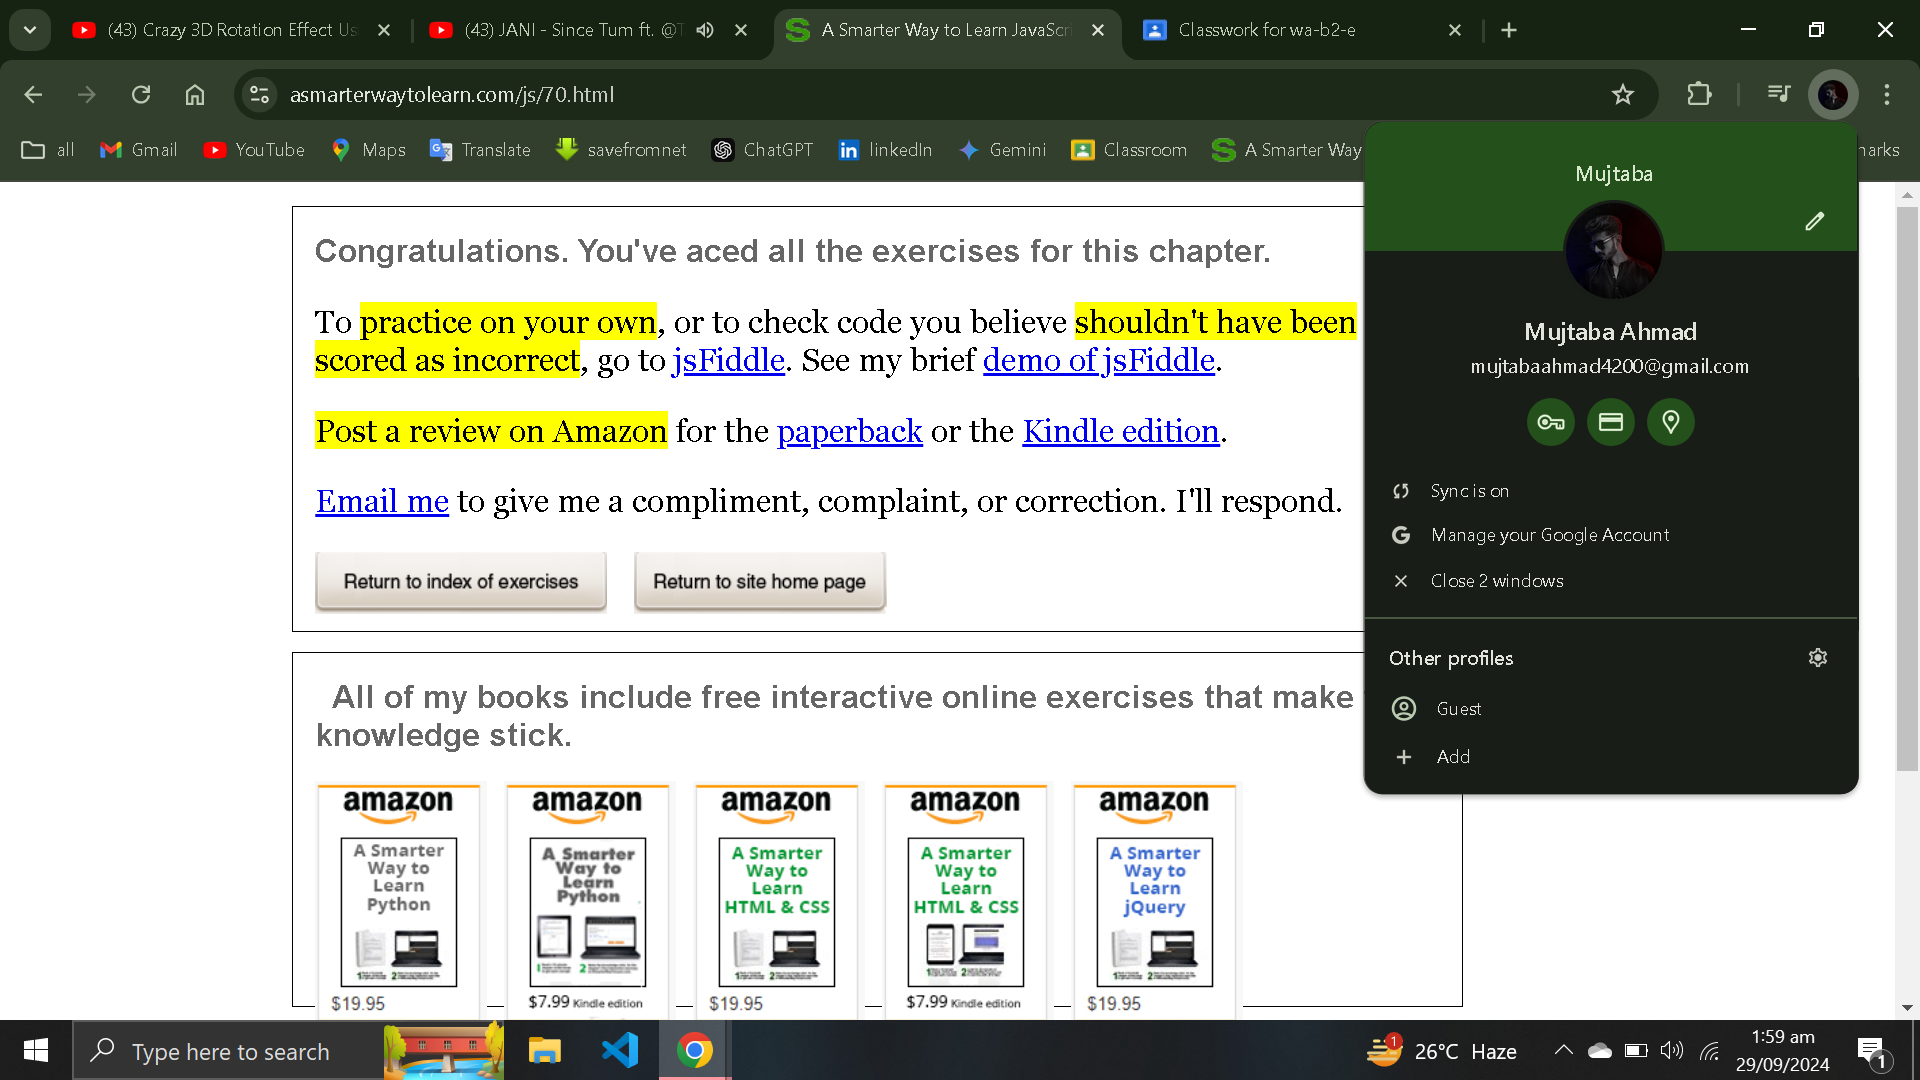 (43) Crazy 3D Rotation Effect Us
(43) JANI - Since Tum ft. @T
A Smarter Way to Learn JavaScri
Classwork for wa-b2-e
asmarterwaytolearn.com/js/70.html
all
Gmail
YouTube
Maps
Translate
savefromnet
ChatGPT
linkedIn
Gemini
Classroom
A Smarter Way
Congratulations. You've aced all the exercises for this chapter.
To practice on your own, or to check code you believe shouldn't have been
scored as incorrect, go to jsFiddle. See my brief demo of jsFiddle.
Post a review on Amazon for the paperback or the Kindle edition.
Email me to give me a compliment, complaint, or correction. I'll respond.
Return to index of exercises
Return to site home page
All of my books include free interactive online exercises that make
knowledge stick.
amazon
A Smarter
Way to
Learn
Python
$19.95
amazon
A Smarter
Way to
Learn
Python
$7.99 Kindle edition
amazon
A Smarter
Way to
Learn
HTML & CSS
$19.95
amazon
A Smarter
Way to
Learn
HTML & CSS
$7.99 Kindle edition
amazon
A Smarter
Way to
Learn
jQuery
$19.95
Mujtaba
Mujtaba Ahmad
mujtabaahmad4200@gmail.com
Sync is on
Manage your Google Account
Close 2 windows
Other profiles
Guest
Add
Type here to search
1
26°C Haze
1:59 am
29/09/2024
1